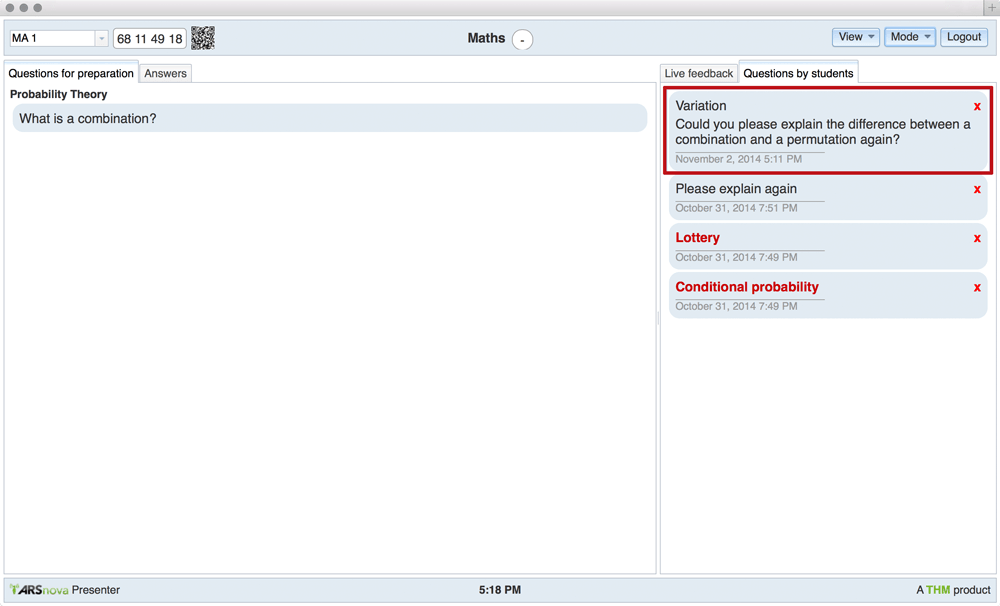 MA 1
68 11 49 18
Maths
-
View
Mode
Logout
Questions for preparation
Answers
Probability Theory
What is a combination?
Live feedback
Questions by students
Variation
x
Could you please explain the difference between a
combination and a permutation again?
November 2, 2014 5:11 PM
Please explain again
x
October 31, 2014 7:51 PM
Lottery
x
October 31, 2014 7:49 PM
Conditional probability
x
October 31, 2014 7:49 PM
ARSnova Presenter
5:18 PM
A THM product